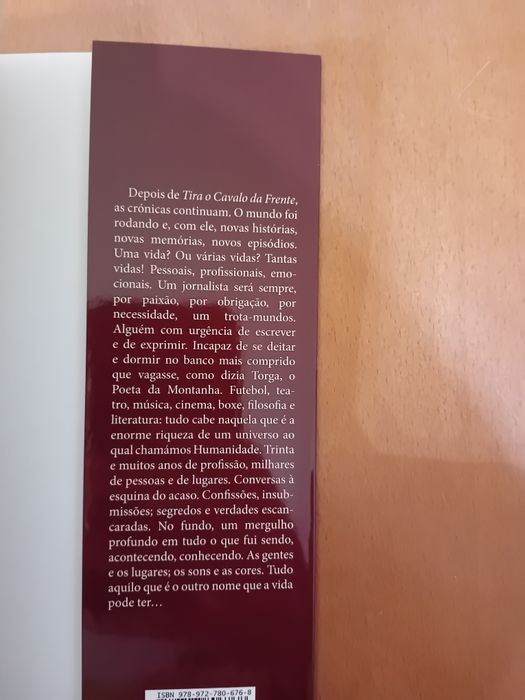 Depois de Tira o Cavalo da Frente,
as crónicas continuam. O mundo foi
rodando e, com ele, novas histórias,
novas memórias, novos episódios.
Uma vida? Ou várias vidas? Tantas
vidas! Pessoais, profissionais, emo-
cionais. Um jornalista será sempre,
por paixão, por obrigação, por
necessidade, um trota-mundos.
Alguém com urgência de escrever
e de exprimir. Incapaz de se deitar
e dormir no banco mais comprido
que vagasse, como dizia Torga, o
Poeta da Montanha. Futebol, tea-
tro, música, cinema, boxe, filosofia e
literatura: tudo cabe naquela que é a
enorme riqueza de um universo ao
qual chamámos Humanidade. Trinta
e muitos anos de profissão, milhares
de pessoas e de lugares. Conversas à
esquina do acaso. Confissões, insub-
missões; segredos e verdades escan-
caradas. No fundo, um mergulho
profundo em tudo o que fui sendo,
acontecendo, conhecendo. As gentes
e os lugares; os sons e as cores. Tudo
aquilo que é o outro nome que a vida
pode ter…
ISBN 978-972-780-676-8